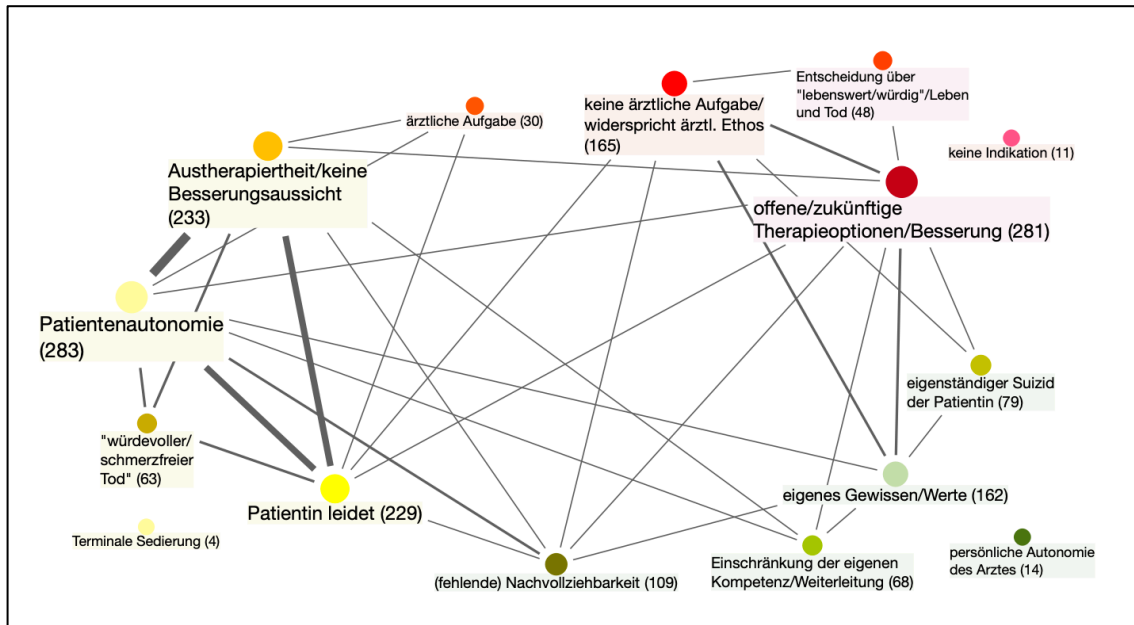 Entscheidung über
"lebenswert/würdig"/Leben
und Tod (48)
keine ärztliche Aufgabe/
widerspricht ärztl. Ethos
(165)
ärztliche Aufgabe (30)
keine Indikation (11)
Austherapiertheit/keine
Besserungsaussicht
(233)
offene/zukünftige
Therapieoptionen/Besserung (281)
Patientenautonomie
(283)
eigenständiger Suizid
der Patientin (79)
"würdevoller/
schmerzfreier
Tod" (63)
eigenes Gewissen/Werte (162)
Patientin leidet (229)
Terminale Sedierung (4)
persönliche Autonomie
des Arztes (14)
Einschränkung der eigenen
Kompetenz/Weiterleitung (68)
(fehlende) Nachvollziehbarkeit (109)